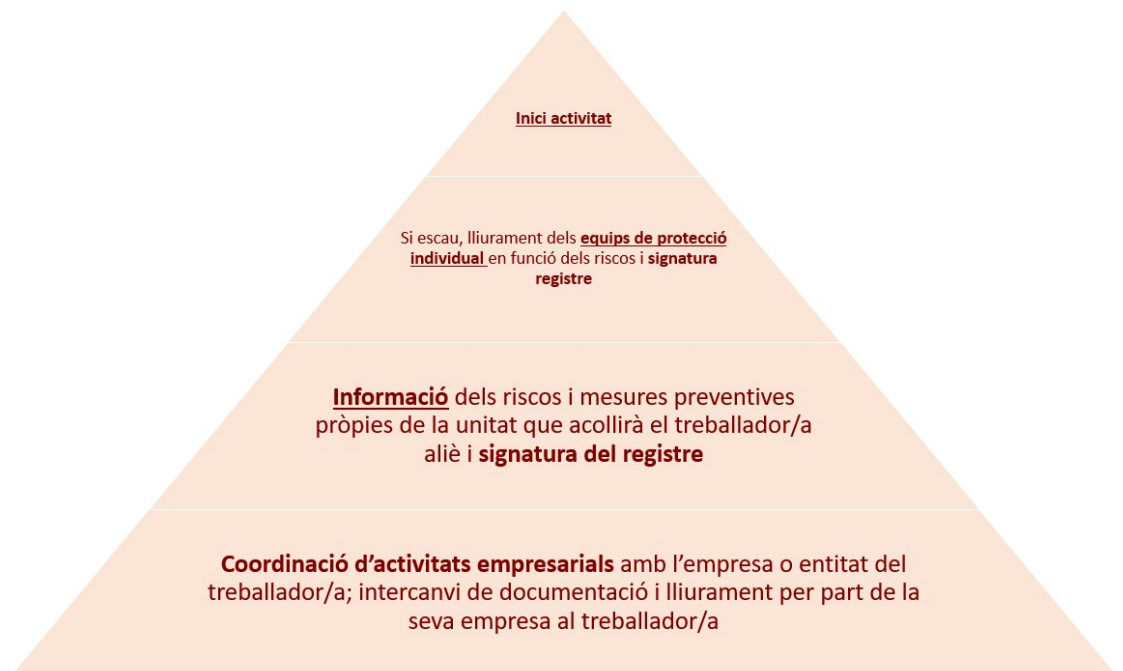 Inici activitat
Si escau, lliurament dels equips de protecció
individual en funció dels riscos i signatura
registre
Informació dels riscos i mesures preventives
pròpies de la unitat que acollirà el treballador/a
aliè i signatura del registre
Coordinació d’activitats empresarials amb l’empresa o entitat del
treballador/a; intercanvi de documentació i lliurament per part de la
seva empresa al treballador/a